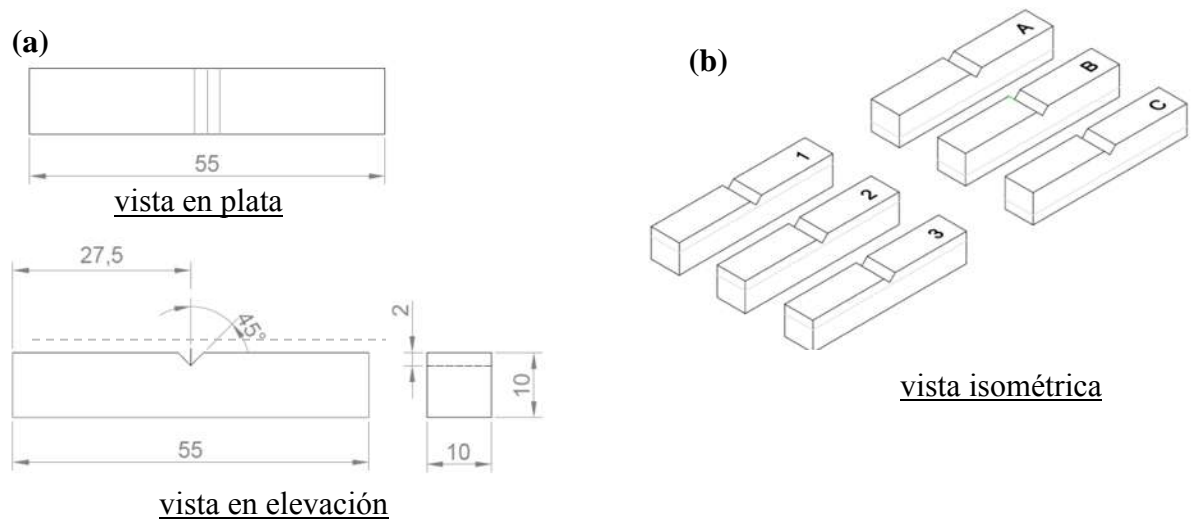 (a)
55
vista en plata
27,5
45°
2
10
55
10
vista en elevación
(b)
A
B
C
1
2
3
vista isométrica